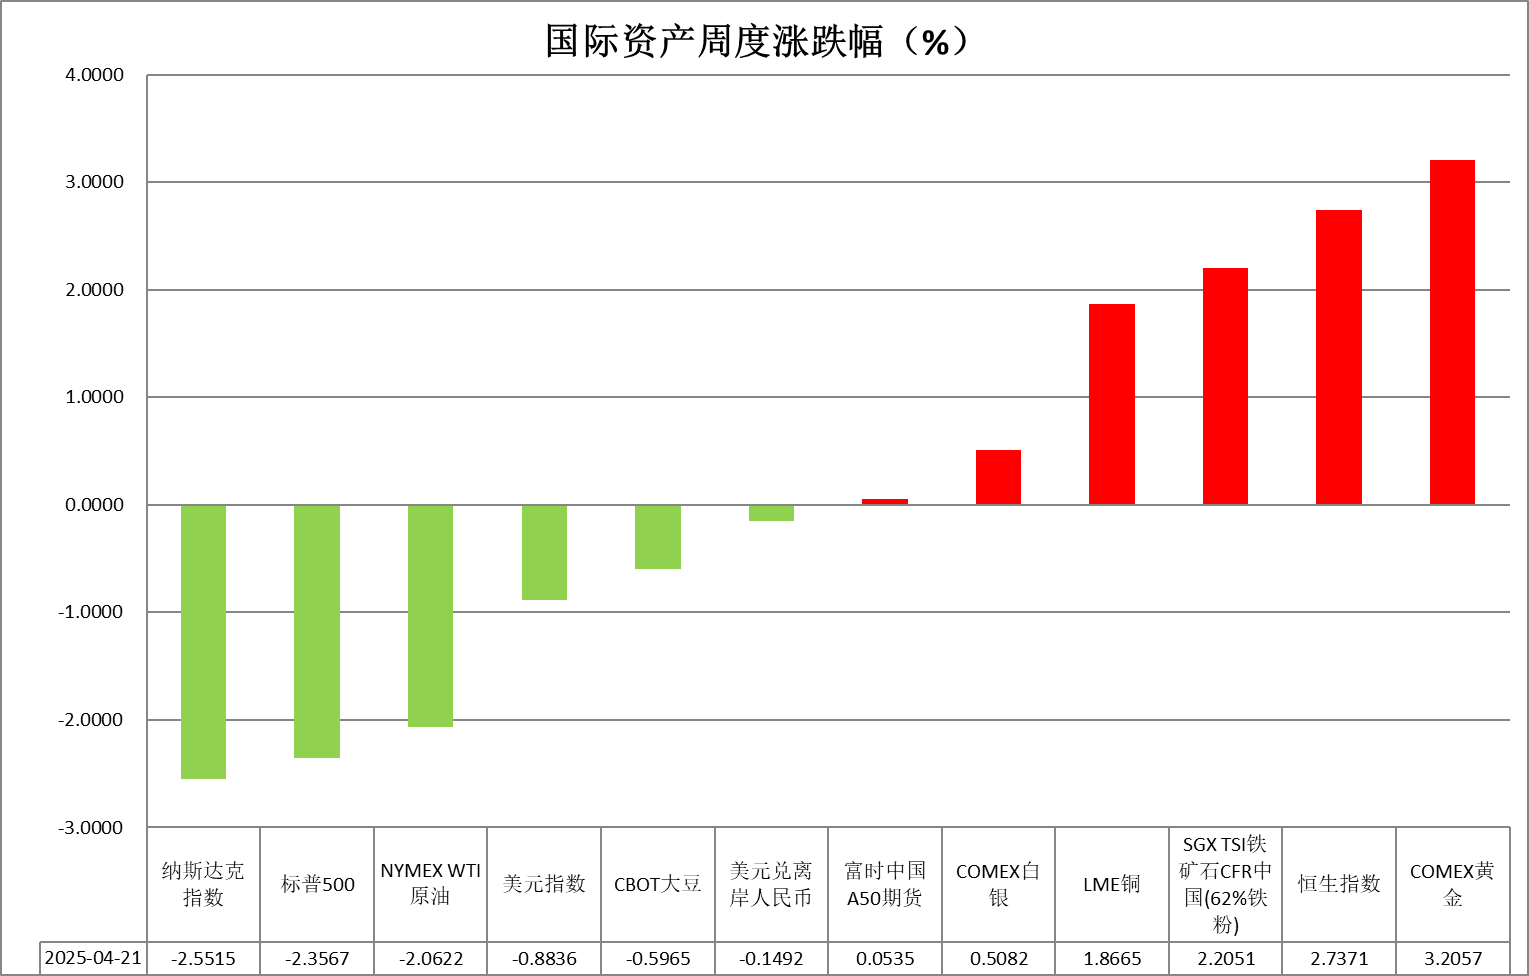 国际资产周度涨跌幅（%）
4.0000
3.0000
2.0000
1.0000
0.0000
-1.0000
-2.0000
-3.0000
纳斯达克
指数
标普500
NYMEX WTI
原油
美元指数
CBOT大豆
美元兑离
岸人民币
富时中国
A50期货
COMEX白
银
LME铜
SGX TSI铁
矿石CFR中
国(62%铁
粉)
恒生指数
COMEX黄
金
2025-04-21 -2.5515 -2.3567 -2.0622 -0.8836 -0.5965 -0.1492 0.0535 0.5082 1.8665 2.2051 2.7371 3.2057